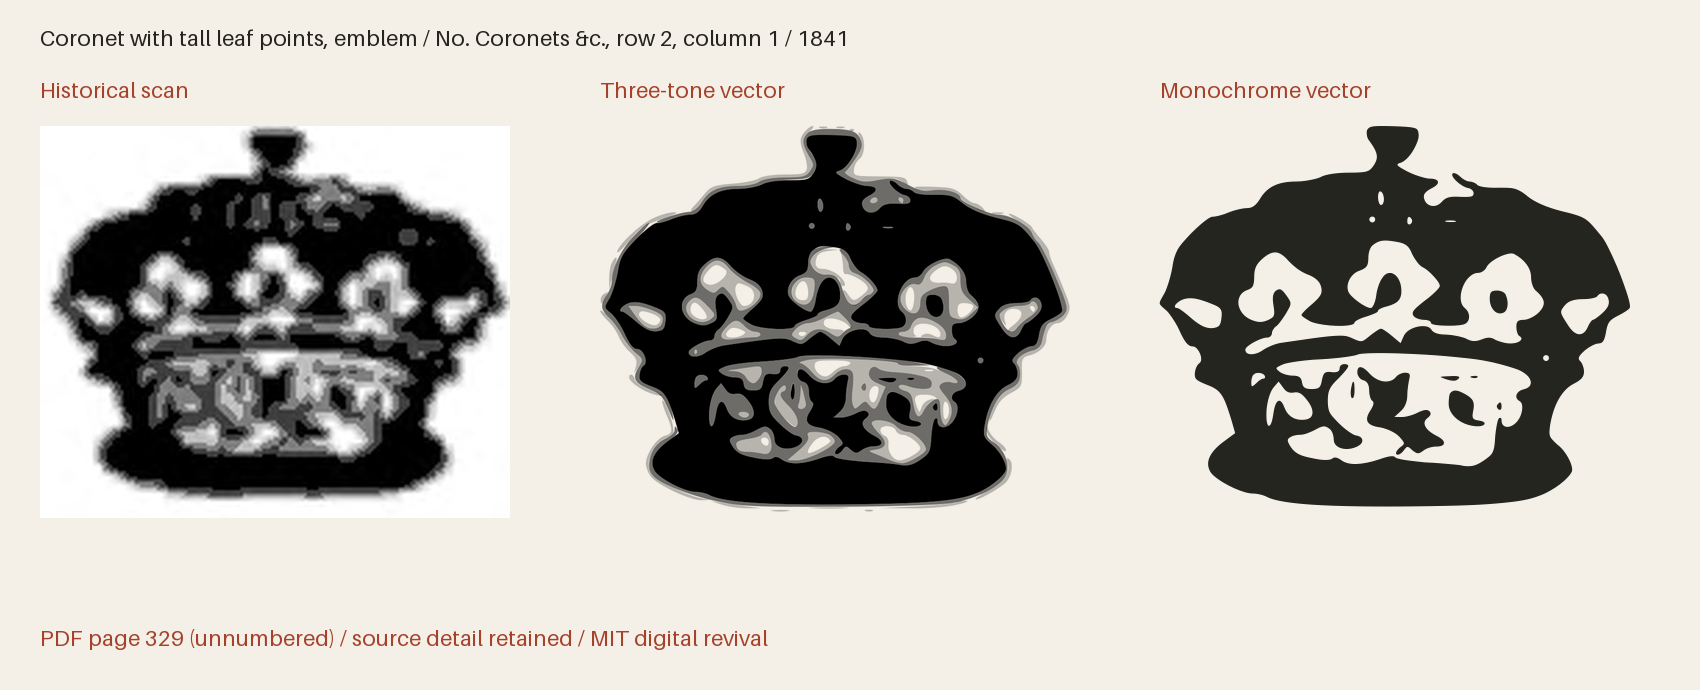 Coronet with tall leaf points, emblem / No. Coronets &c., row 2, column 1 / 1841
Historical scan
Three-tone vector
Monochrome vector
PDF page 329 (unnumbered) / source detail retained / MIT digital revival